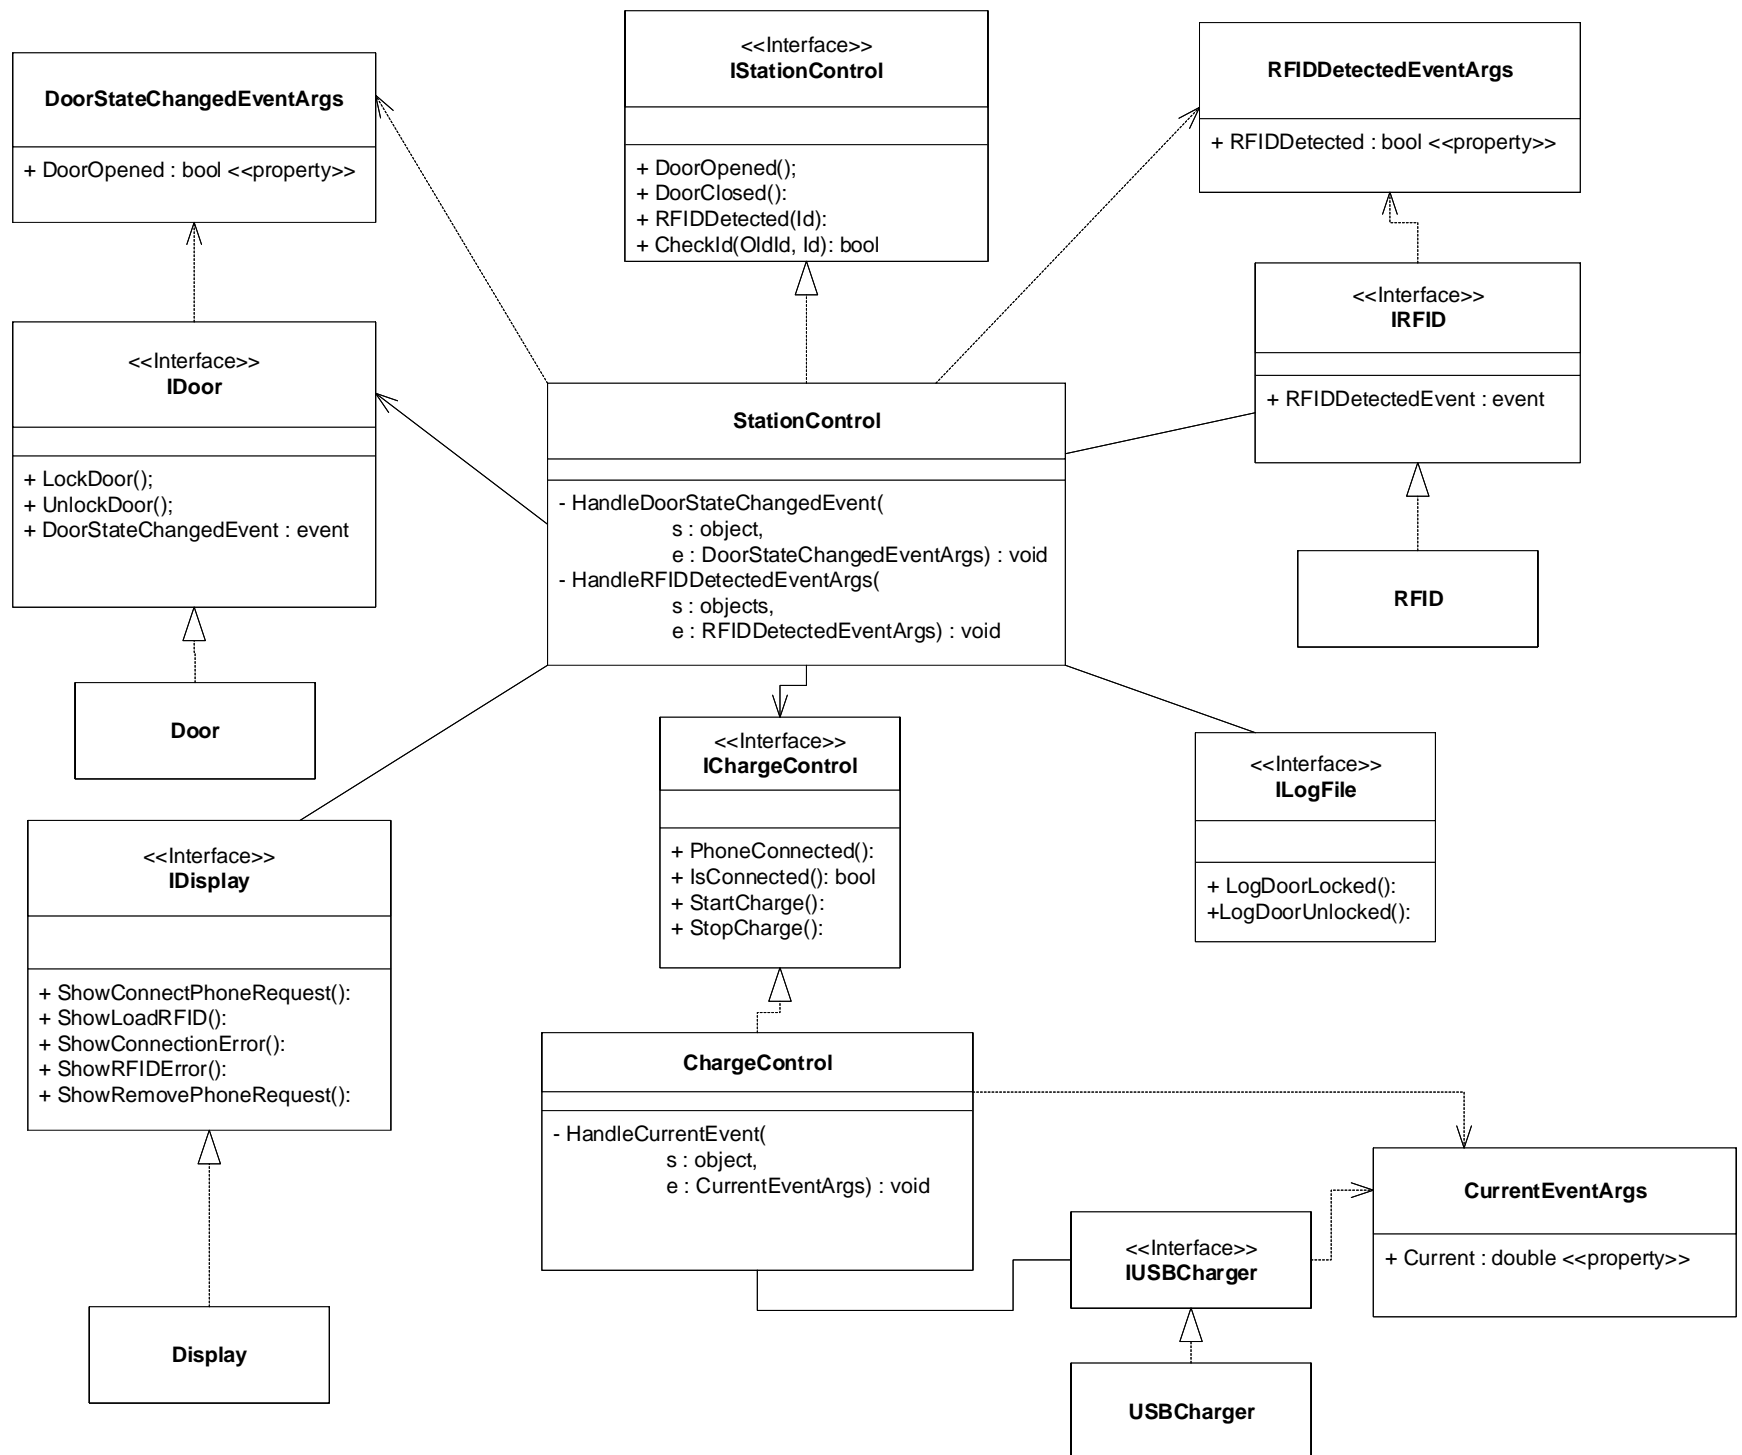 <<Interface>>
IStationControl
+ DoorOpened();
+ DoorClosed():
+ RFIDDetected(Id):
+ CheckId(OldId, Id): bool
DoorStateChangedEventArgs
+ DoorOpened : bool <<property>>
RFIDDetectedEventArgs
+ RFIDDetected : bool <<property>>
<<Interface>>
IDoor
+ LockDoor();
+ UnlockDoor();
+ DoorStateChangedEvent : event
StationControl
- HandleDoorStateChangedEvent(
s : object,
e : DoorStateChangedEventArgs) : void
- HandleRFIDDetectedEventArgs(
s : objects,
e : RFIDDetectedEventArgs) : void
<<Interface>>
IRFID
+ RFIDDetectedEvent : event
RFID
Door
<<Interface>>
IChargeControl
+ PhoneConnected():
+ IsConnected(): bool
+ StartCharge():
+ StopCharge():
<<Interface>>
ILogFile
+ LogDoorLocked():
+LogDoorUnlocked():
<<Interface>>
IDisplay
+ ShowConnectPhoneRequest():
+ ShowLoadRFID():
+ ShowConnectionError():
+ ShowRFIDError():
+ ShowRemovePhoneRequest():
ChargeControl
- HandleCurrentEvent(
s : object,
e : CurrentEventArgs) : void
CurrentEventArgs
+ Current : double <<property>>
<<Interface>>
IUSBCharger
Display
USBCharger